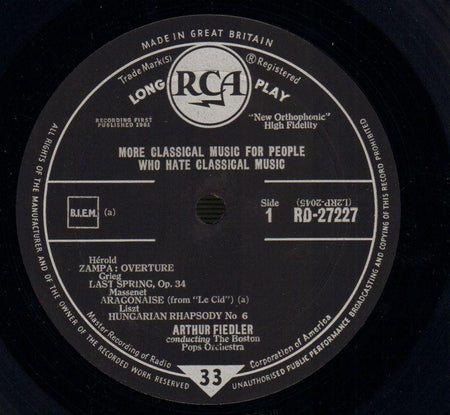 MADE IN GREAT BRITAIN
Trade Mark(s) ® Registered
RCA
LONG PLAY
RECORDING FIRST
PUBLISHED 1961
"New Orthophonic"
High Fidelity
MORE CLASSICAL MUSIC FOR PEOPLE
WHO HATE CLASSICAL MUSIC
B.I.E.M. (a)
Side
1
(L2RP-2045)
RD-27227
Hérold
ZAMPA: OVERTURE
Grieg
LAST SPRING, Op. 34
Massenet
ARAGONAISE (from "Le Cid") (a)
Liszt
HUNGARIAN RHAPSODY No 6
ARTHUR FIEDLER
conducting The Boston
Pops Orchestra
Master Recording of Radio Corporation of America
33
ALL RIGHTS OF THE MANUFACTURER AND OF THE OWNER OF THE RECORDED WORK RESERVED
UNAUTHORISED PUBLIC PERFORMANCE BROADCASTING AND COPYING OF THIS RECORD PROHIBITED